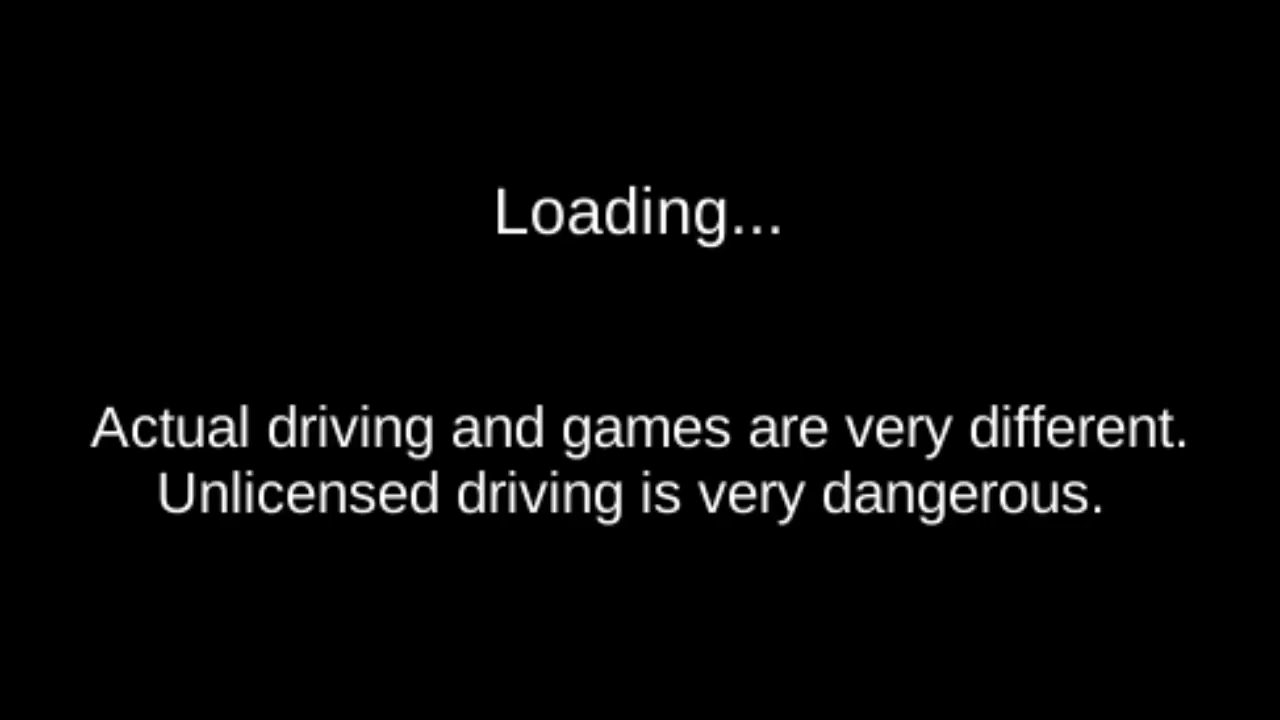 Loading...
Actual driving and games are very different.
Unlicensed driving is very dangerous.